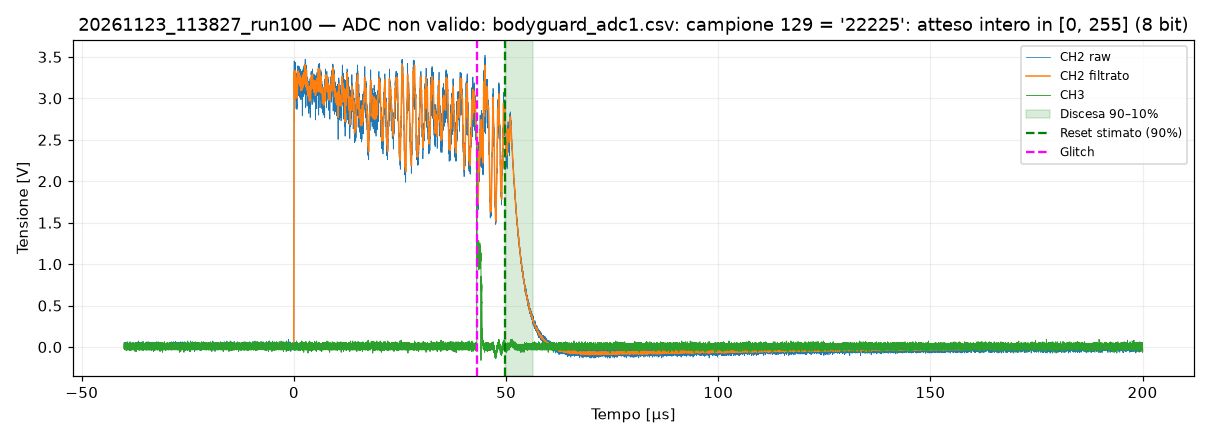 20261123_113827_run100 — ADC non valido: bodyguard_adc1.csv: campione 129 = '22225': atteso intero in [0, 255] (8 bit)
Tensione [V]
3.5
3.0
2.5
2.0
1.5
1.0
0.5
0.0
CH2 raw
CH2 filtrato
CH3
Discesa 90–10%
Reset stimato (90%)
Glitch
−50
0
50
100
150
200
Tempo [µs]